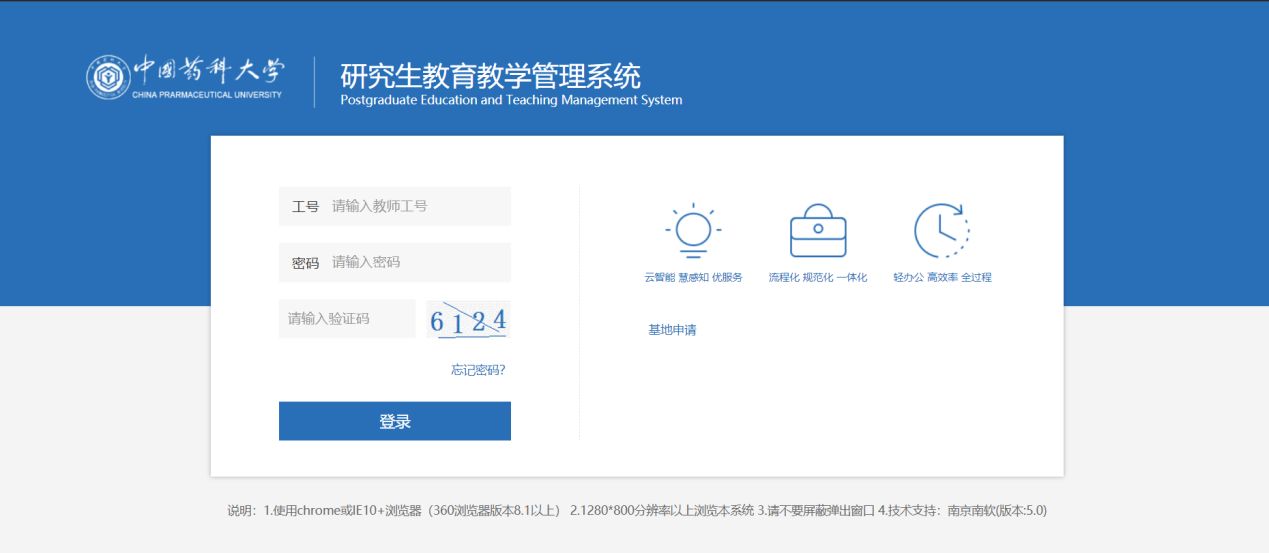 中国药科大学
CHINA PRARMACEUTICAL UNIVERSITY
研究生教育教学管理系统
Postgraduate Education and Teaching Management System
工号 请输入教师工号
密码 请输入密码
请输入验证码 6124
忘记密码?
登录
云智能 慧感知 优服务 流程化 规范化 一体化 轻办公 高效率 全过程
基地申请
说明：1.使用chrome或IE10+浏览器（360浏览器版本8.1以上） 2.1280*800分辨率以上浏览本系统 3.请不要屏蔽弹出窗口 4.技术支持：南京南软(版本:5.0)